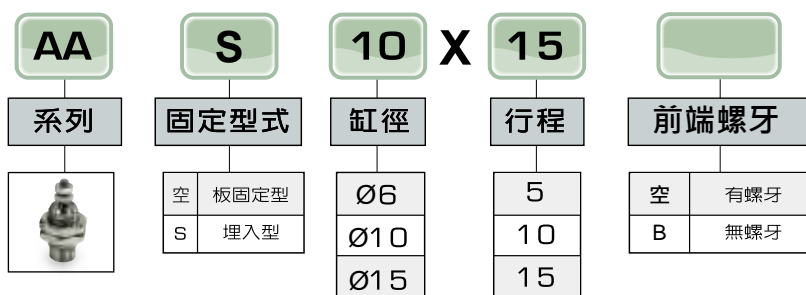 AA S 10 X 15
系列 固定型式 缸徑 行程 前端螺牙
空 板固定型 Ø6 5 空 有螺牙
S 埋入型 Ø10 10 B 無螺牙
Ø15 15